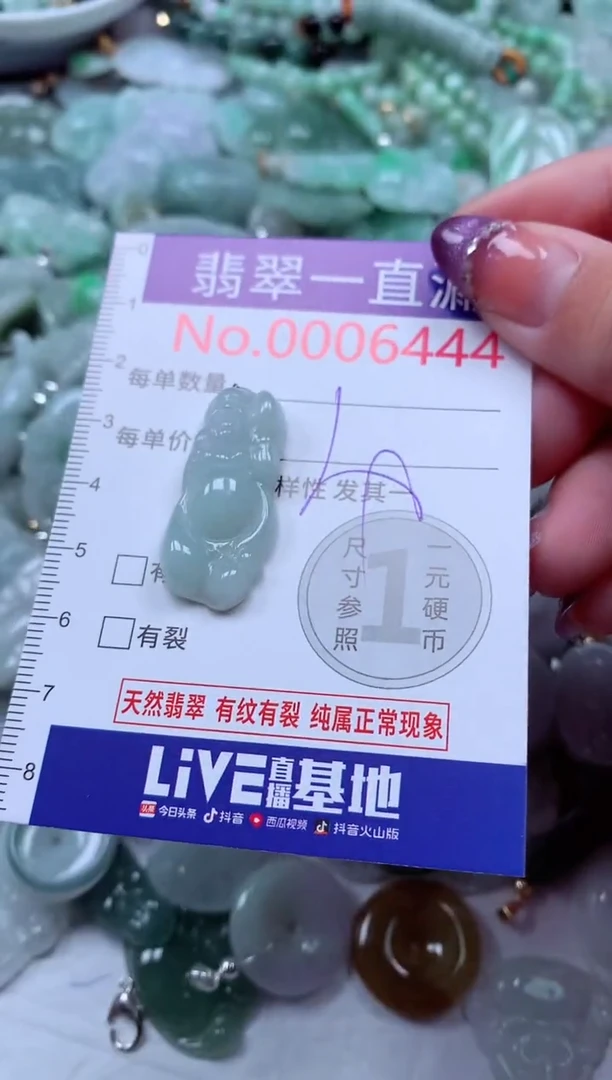 翡翠一直
No.0006444
每单数量
每单价
样性发其一
尺寸参照
1
一元硬币
有
有裂
天然翡翠 有纹有裂 纯属正常现象
LiVE直播基地
头条 今日头条 抖音 西瓜视频 抖音火山版
0
1
2
3
4
5
6
7
8